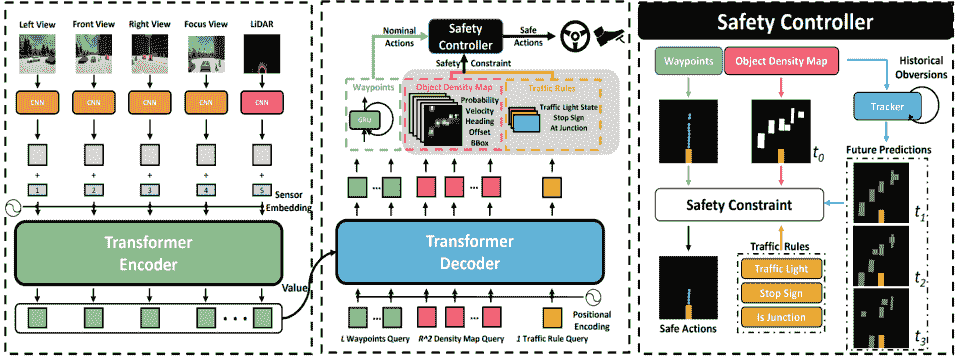 Left View
Front View
Right View
Focus View
LiDAR
CNN
CNN
CNN
CNN
CNN
+
+
+
+
+
1
2
3
4
5
Sensor
Embedding
Transformer
Encoder
Value
Nominal
Actions
Safety
Controller
Safe
Actions
Safety Constraint
Waypoints
GRU
Object Density Map
Probability
Velocity
Heading
Offset
BBox
Traffic Rules
Traffic Light State
Stop Sign
At Junction
Transformer
Decoder
Positional
Encoding
L Waypoints Query
R^2 Density Map Query
1 Traffic Rule Query
Safety Controller
Waypoints
Object Density Map
Historical
Obversions
Tracker
t0
Future Predictions
Safety Constraint
t1
Traffic Rules
Traffic Light
Stop Sign
Is Junction
t2
t3
Safe Actions